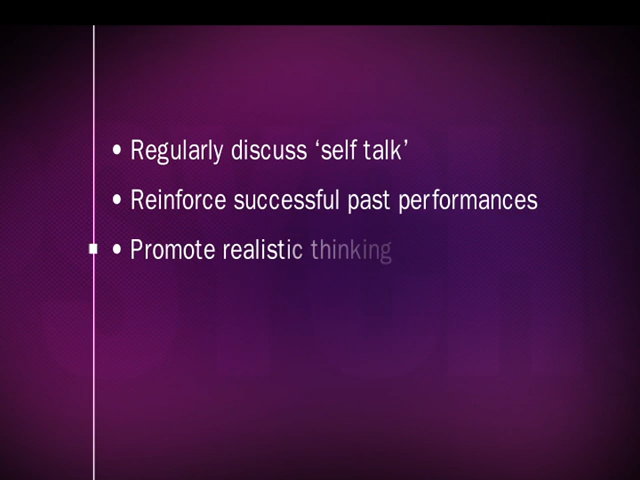 • Regularly discuss ‘self talk’
• Reinforce successful past performances
• Promote realistic thinking